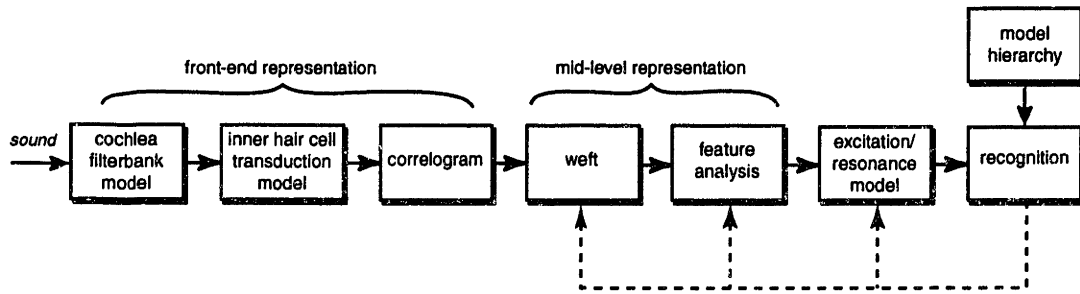 model
hierarchy
front-end representation
mid-level representation
sound
cochlea
filterbank
model
inner hair cell
transduction
model
correlogram
weft
feature
analysis
excitation/
resonance
model
recognition